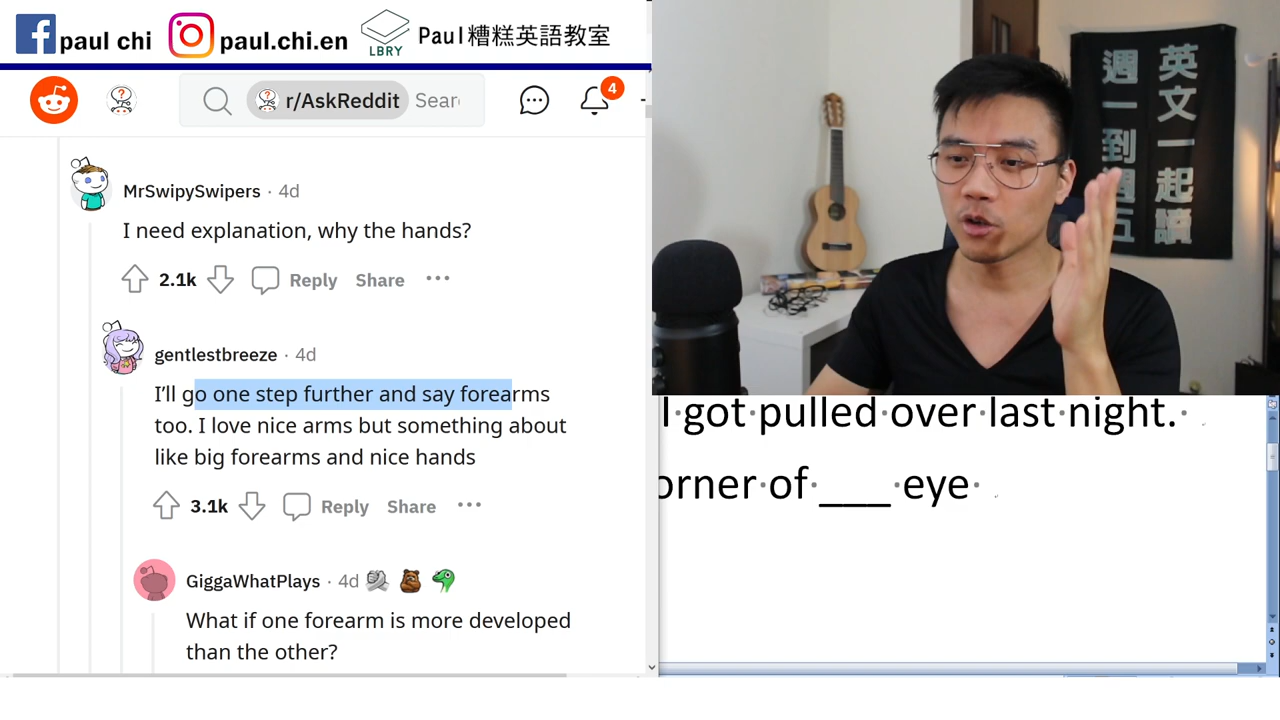 paul chi
paul.chi.en
LBRY
Paul糟糕英語教室
r/AskReddit
Sear
4
MrSwipySwipers · 4d
I need explanation, why the hands?
2.1k Reply Share
gentlestbreeze · 4d
I'll go one step further and say forearms
too. I love nice arms but something about
like big forearms and nice hands
3.1k Reply Share
GiggaWhatPlays · 4d
What if one forearm is more developed
than the other?
英文一起讀
週一到週五
I got pulled over last night.
orner of ___ eye